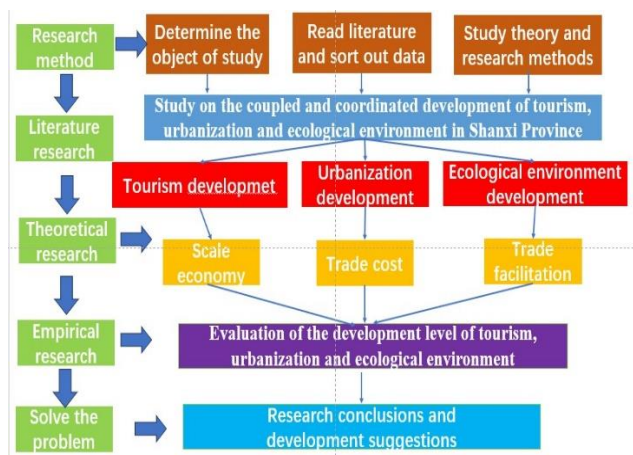 Research
method
Determine the
object of study
Read literature
and sort out data
Study theory and
research methods
Literature
research
Study on the coupled and coordinated development of tourism,
urbanization and ecological environment in Shanxi Province
Tourism developmet
Urbanization
development
Ecological environment
development
Theoretical
research
Scale
economy
Trade cost
Trade
facilitation
Empirical
research
Evaluation of the development level of tourism,
urbanization and ecological environment
Solve the
problem
Research conclusions and
development suggestions